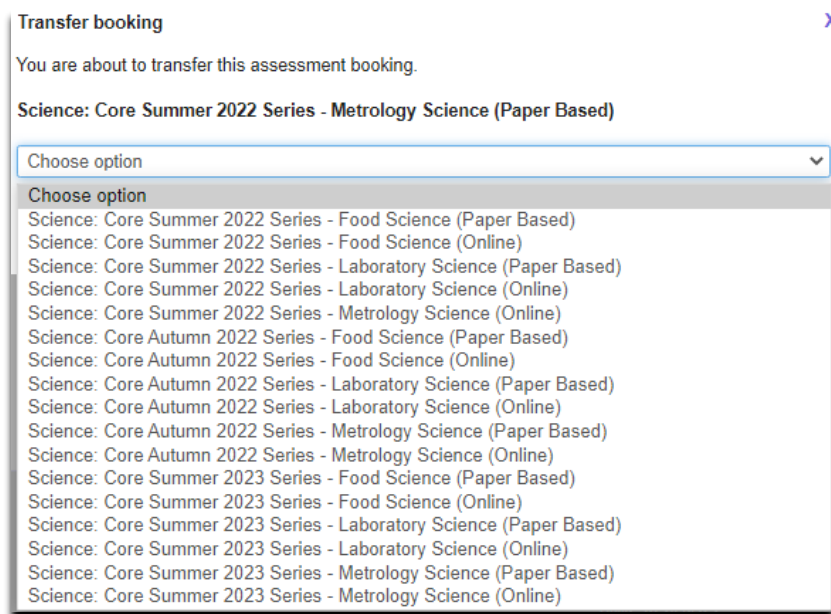 Transfer booking
You are about to transfer this assessment booking.
Science: Core Summer 2022 Series - Metrology Science (Paper Based)
Choose option
Choose option
Science: Core Summer 2022 Series - Food Science (Paper Based)
Science: Core Summer 2022 Series - Food Science (Online)
Science: Core Summer 2022 Series - Laboratory Science (Paper Based)
Science: Core Summer 2022 Series - Laboratory Science (Online)
Science: Core Summer 2022 Series - Metrology Science (Online)
Science: Core Autumn 2022 Series - Food Science (Paper Based)
Science: Core Autumn 2022 Series - Food Science (Online)
Science: Core Autumn 2022 Series - Laboratory Science (Paper Based)
Science: Core Autumn 2022 Series - Laboratory Science (Online)
Science: Core Autumn 2022 Series - Metrology Science (Paper Based)
Science: Core Autumn 2022 Series - Metrology Science (Online)
Science: Core Summer 2023 Series - Food Science (Paper Based)
Science: Core Summer 2023 Series - Food Science (Online)
Science: Core Summer 2023 Series - Laboratory Science (Paper Based)
Science: Core Summer 2023 Series - Laboratory Science (Online)
Science: Core Summer 2023 Series - Metrology Science (Paper Based)
Science: Core Summer 2023 Series - Metrology Science (Online)